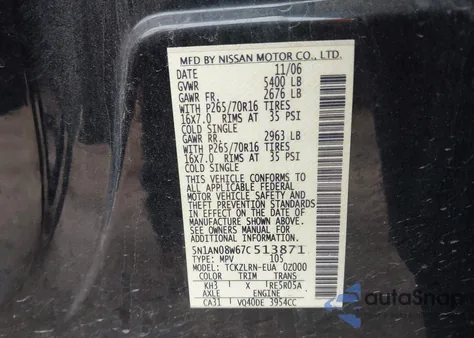 MFD BY NISSAN MOTOR CO., LTD.
DATE 11/06
GVWR 5400 LB
GAWR FR. 2676 LB
WITH P265/70R16 TIRES
16X7.0 RIMS AT 35 PSI
COLD SINGLE
GAWR RR. 2963 LB
WITH P265/70R16 TIRES
16X7.0 RIMS AT 35 PSI
COLD SINGLE
THIS VEHICLE CONFORMS TO
ALL APPLICABLE FEDERAL
MOTOR VEHICLE SAFETY AND
THEFT PREVENTION STANDARDS
IN EFFECT ON THE DATE OF
MANUFACTURE SHOWN ABOVE.
SEE OWNERS MANUAL FOR
ADDITIONAL INFORMATION
5N1AN08W67C513871
TYPE: MPV 105
MODEL: TCKZLRN-EUA 0Z000
COLOR TRIM TRANS
KH3 X RE5R05A
AXLE ENGINE
CA31 VQ40DE 3954CC
autoSnap